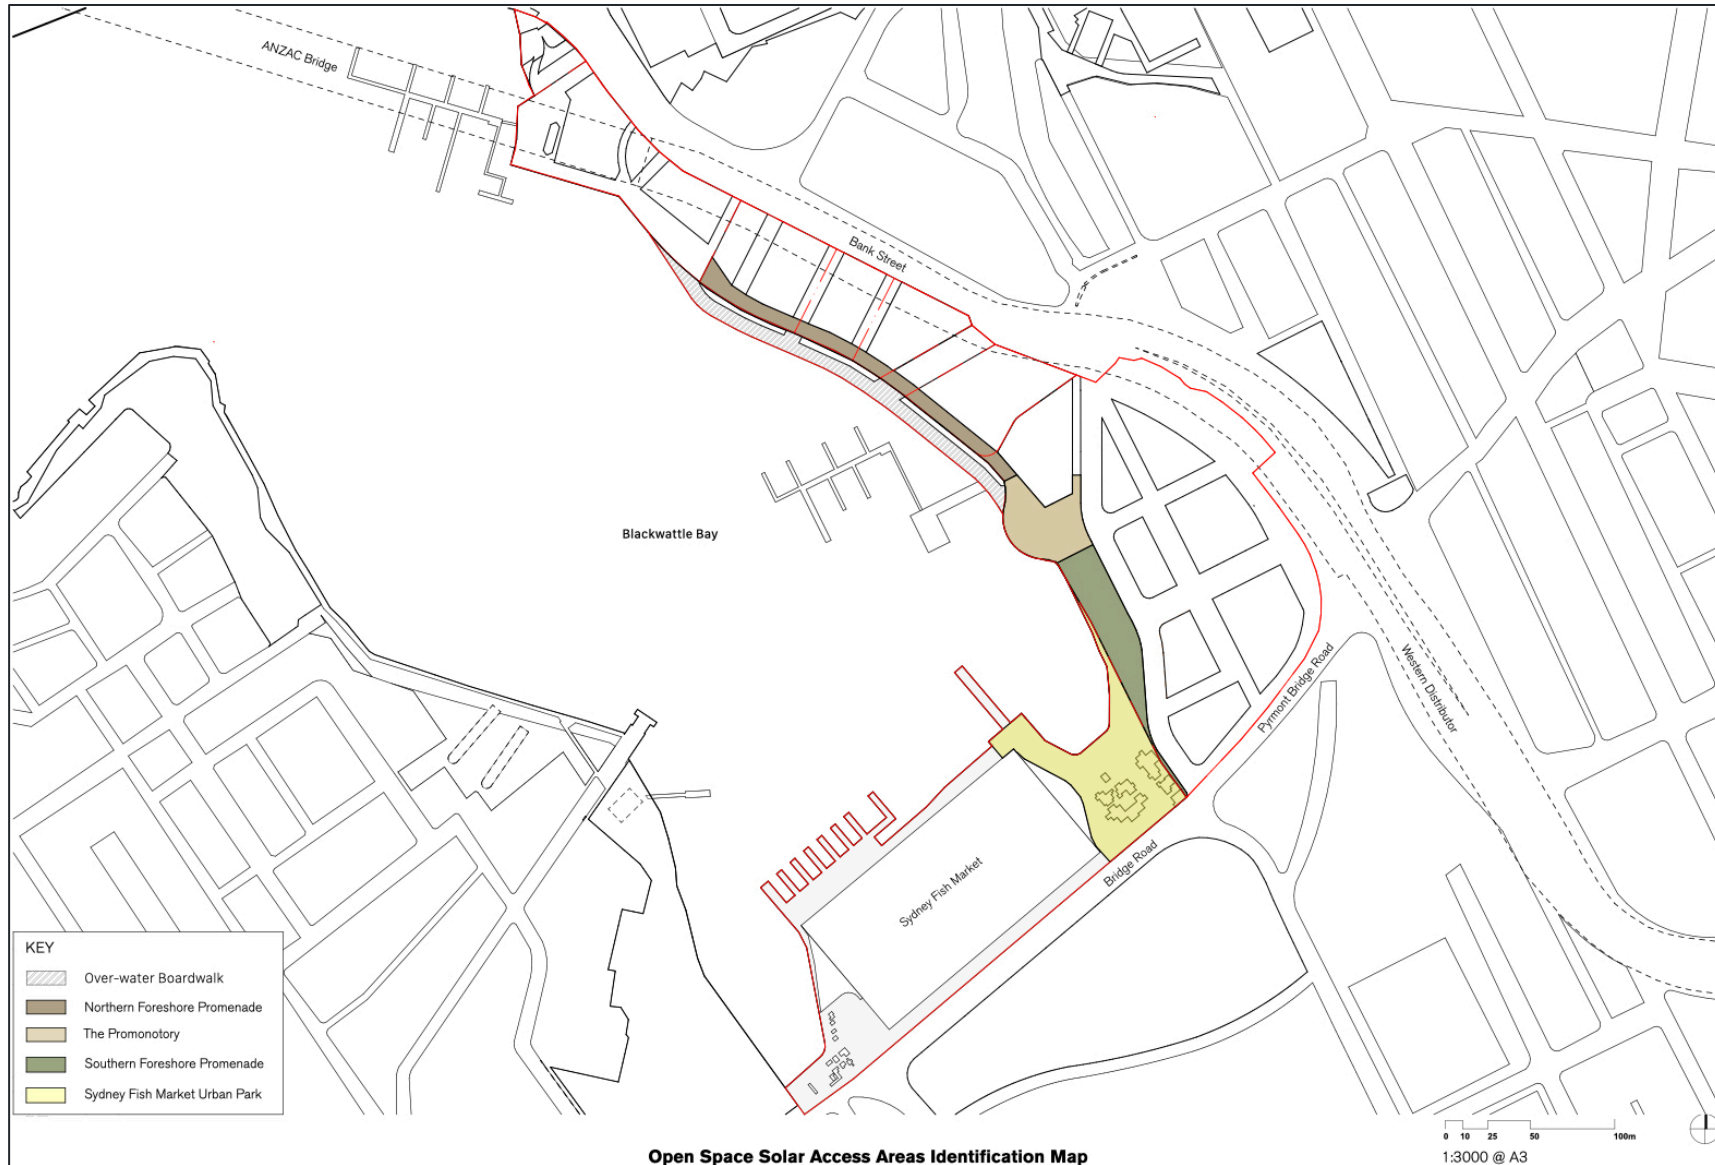 ANZAC Bridge
Bank Street
Blackwattle Bay
Western Distributor
Pyrmont Bridge Road
Bridge Road
Sydney Fish Market
KEY
Over-water Boardwalk
Northern Foreshore Promenade
The Promonotory
Southern Foreshore Promenade
Sydney Fish Market Urban Park
0 10 25 50 100m
Open Space Solar Access Areas Identification Map
1:3000 @ A3